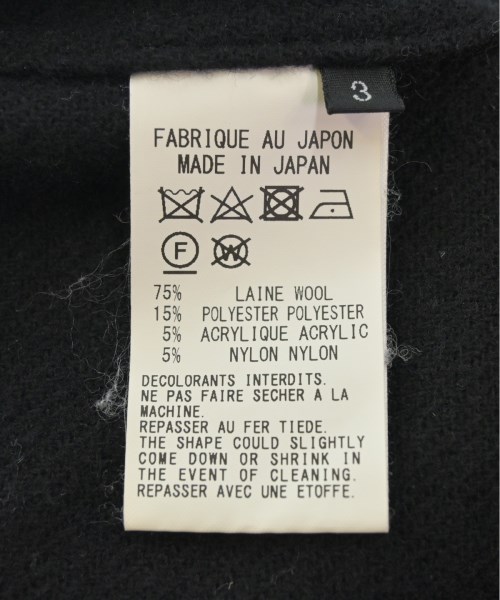 3
FABRIQUE AU JAPON
MADE IN JAPAN
F W
75% LAINE WOOL
15% POLYESTER POLYESTER
5% ACRYLIQUE ACRYLIC
5% NYLON NYLON
DECOLORANTS INTERDITS.
NE PAS FAIRE SECHER A LA
MACHINE.
REPASSER AU FER TIEDE.
THE SHAPE COULD SLIGHTLY
COME DOWN OR SHRINK IN
THE EVENT OF CLEANING.
REPASSER AVEC UNE ETOFFE.